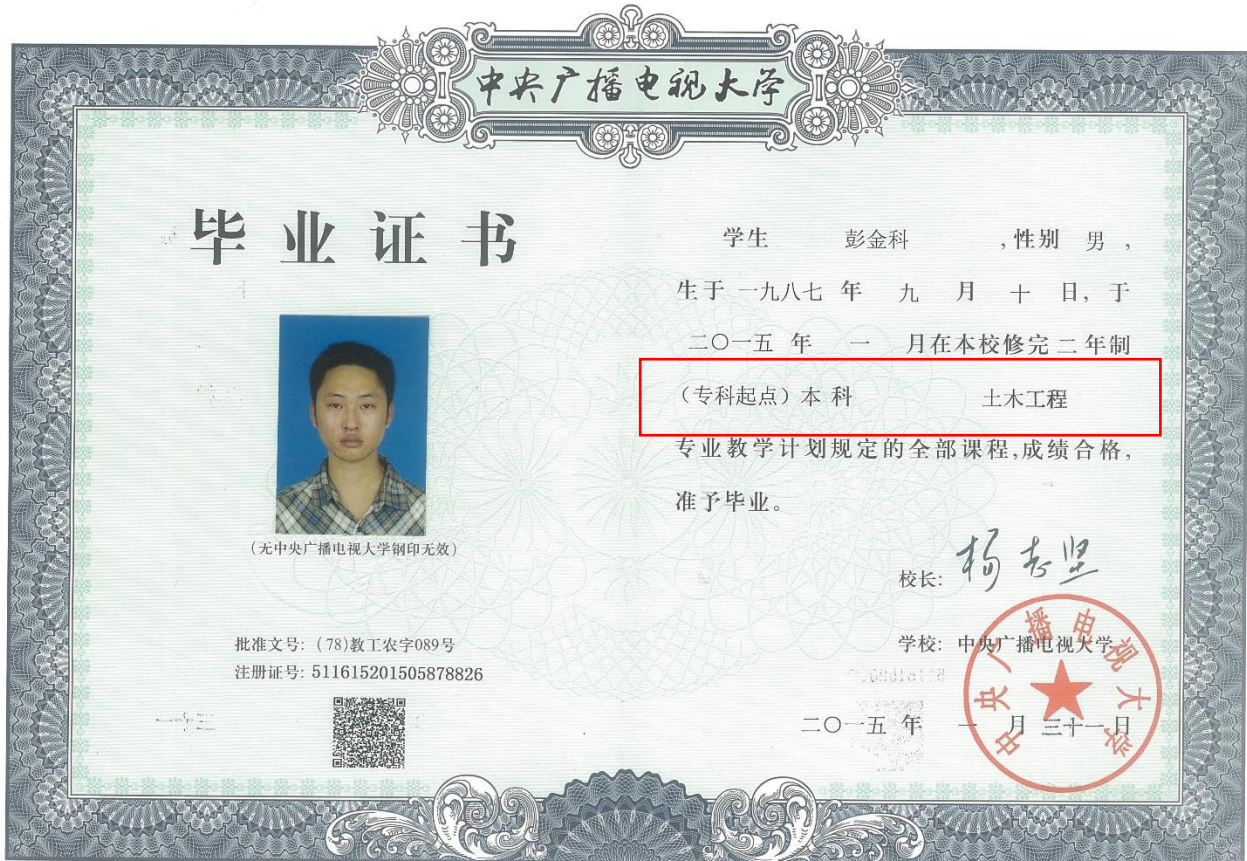 中央广播电视大学
毕业证书
学生 彭金科 ,性别 男 ,
生于 一九八七 年 九 月 十 日, 于
二〇一五 年 一 月在本校修完 二 年制
(专科起点)本 科 土木工程
专业教学计划规定的全部课程,成绩合格,
准予毕业。
(无中央广播电视大学钢印无效)
校长: 杨志坚
批准文号: (78)教工农字089号
注册证号: 511615201505878826
学校: 中央广播电视大学
二〇一五 年 一 月 三十一 日
中央广播电视大学